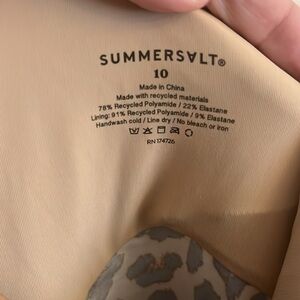 SUMMERSⱯLT®
10
Made in China
Made with recycled materials
78% Recycled Polyamide / 22% Elastane
Lining: 91% Recycled Polyamide / 9% Elastane
Handwash cold / Line dry / No bleach or iron
RN 174726